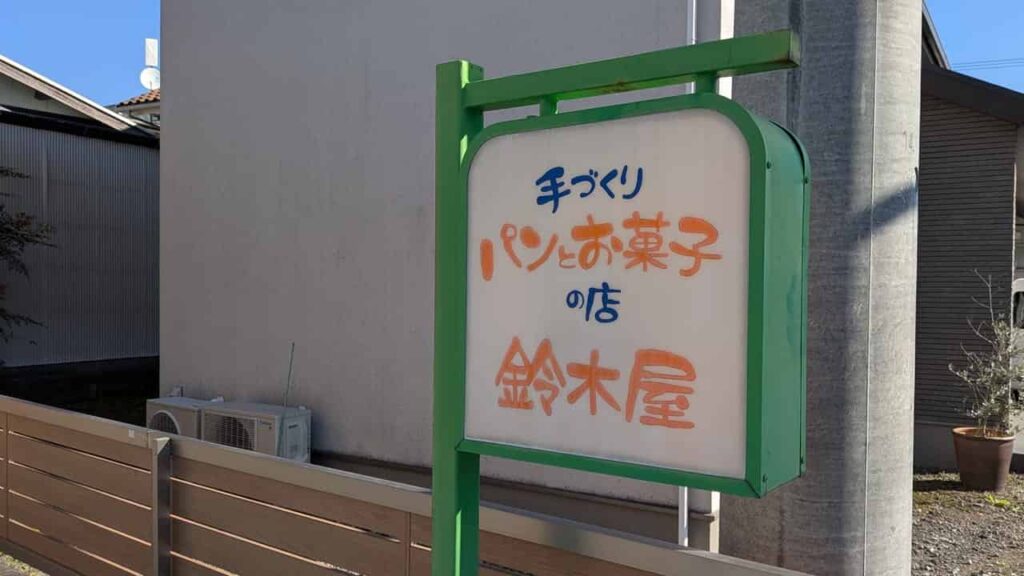 手づくり
パンとお菓子
の店
鈴木屋